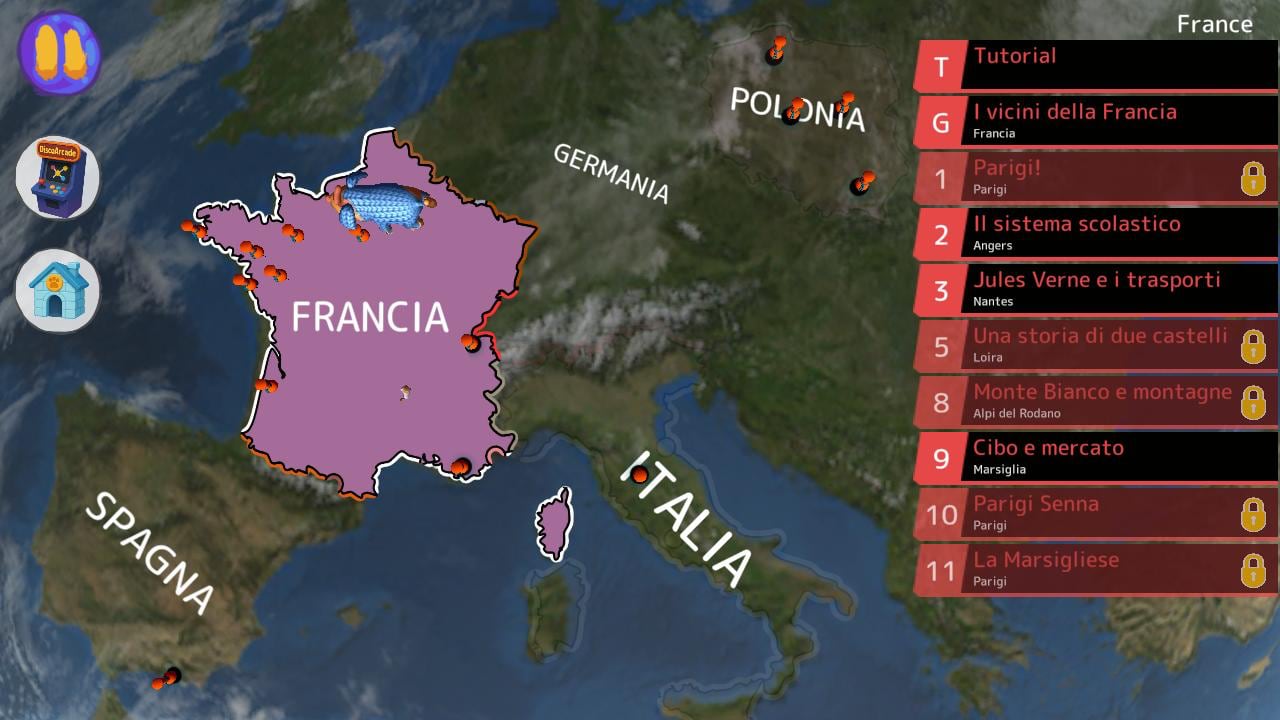 DiscoArcade
POLONIA
GERMANIA
FRANCIA
SPAGNA
ITALIA
France
T
Tutorial
G
I vicini della Francia
Francia
1
Parigi!
Parigi
2
Il sistema scolastico
Angers
3
Jules Verne e i trasporti
Nantes
5
Una storia di due castelli
Loira
8
Monte Bianco e montagne
Alpi del Rodano
9
Cibo e mercato
Marsiglia
10
Parigi Senna
Parigi
11
La Marsigliese
Parigi